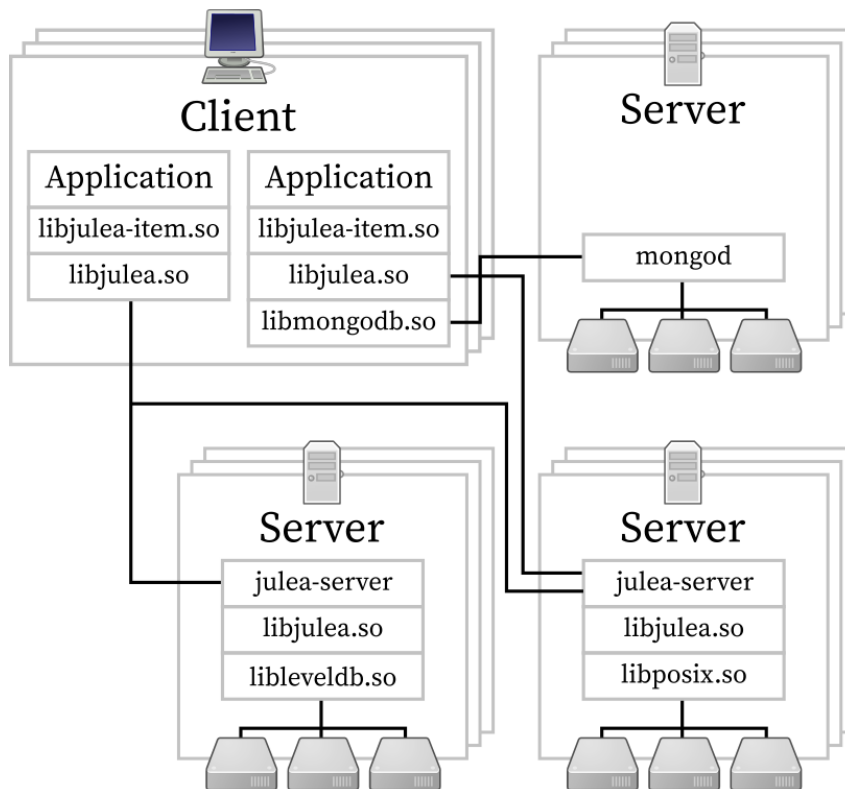 Client
Application
libjulea-item.so
libjulea.so
Application
libjulea-item.so
libjulea.so
libmongodb.so
Server
mongod
Server
julea-server
libjulea.so
libleveldb.so
Server
julea-server
libjulea.so
libposix.so